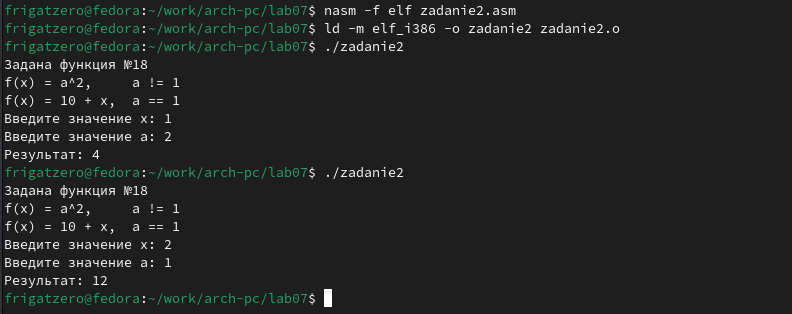 frigatzero@fedora:~/work/arch-pc/lab07$ nasm -f elf zadanie2.asm
frigatzero@fedora:~/work/arch-pc/lab07$ ld -m elf_i386 -o zadanie2 zadanie2.o
frigatzero@fedora:~/work/arch-pc/lab07$ ./zadanie2
Задана функция №18
f(x) = a^2,     a != 1
f(x) = 10 + x,  a == 1
Введите значение x: 1
Введите значение a: 2
Результат: 4
frigatzero@fedora:~/work/arch-pc/lab07$ ./zadanie2
Задана функция №18
f(x) = a^2,     a != 1
f(x) = 10 + x,  a == 1
Введите значение x: 2
Введите значение a: 1
Результат: 12
frigatzero@fedora:~/work/arch-pc/lab07$